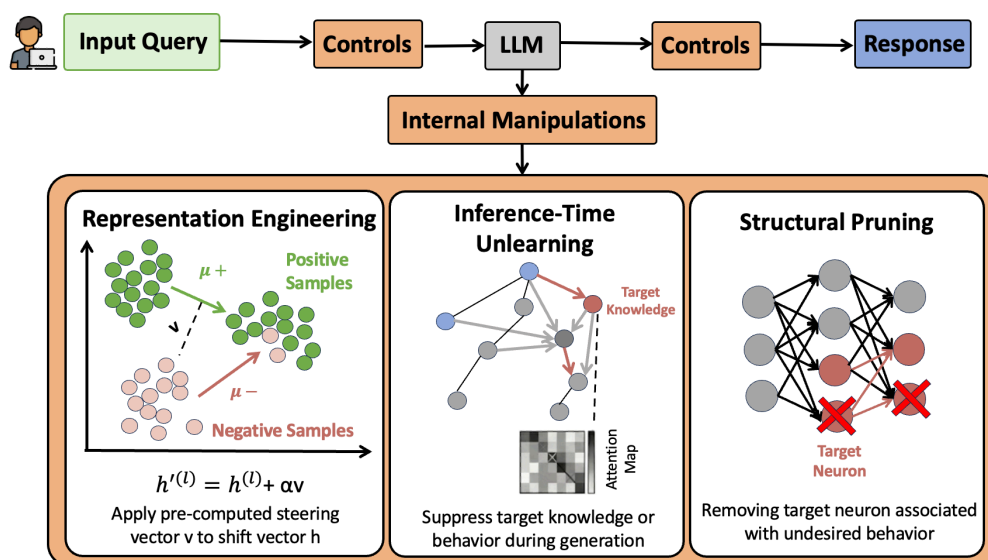 Input Query
Controls
LLM
Controls
Response
Internal Manipulations
Representation Engineering
μ +
Positive
Samples
μ −
Negative Samples
h′⁽ˡ⁾ = h⁽ˡ⁾+ αv
Apply pre-computed steering
vector v to shift vector h
Inference-Time
Unlearning
Target
Knowledge
Attention
Map
Suppress target knowledge or
behavior during generation
Structural Pruning
Target
Neuron
Removing target neuron associated
with undesired behavior